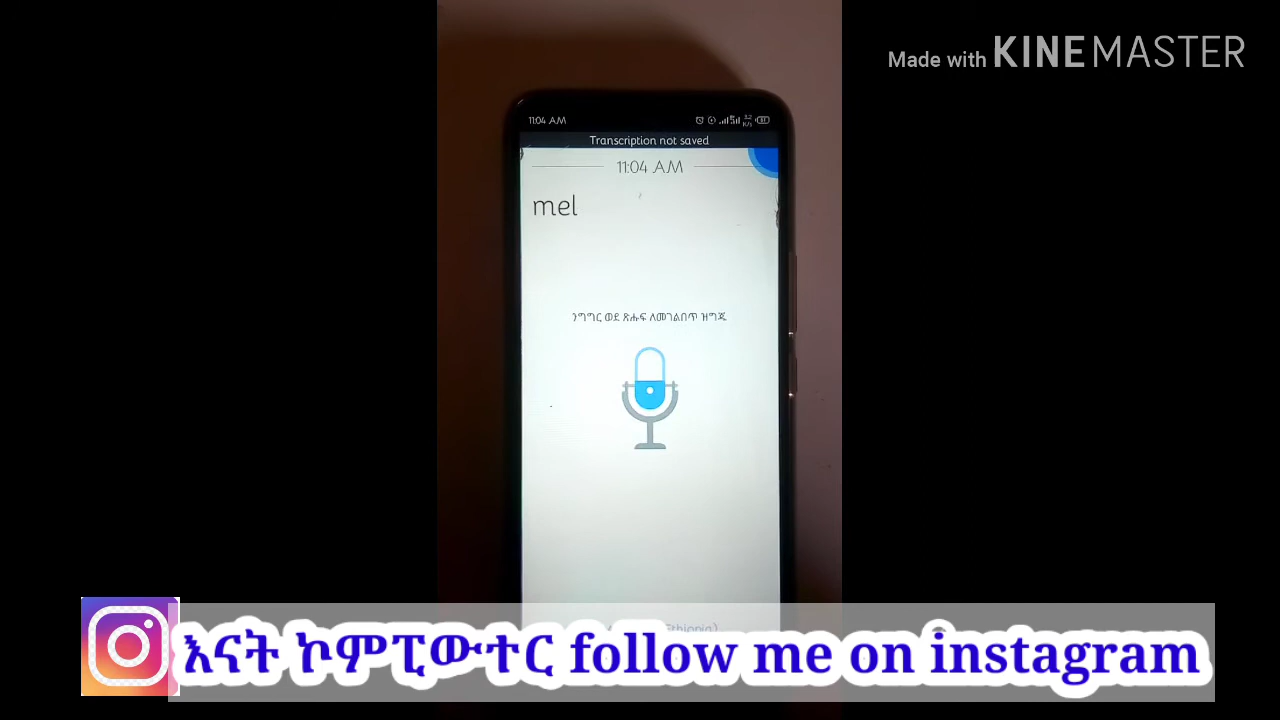 Made with KINEMASTER
11:04 AM
Transcription not saved
11:04 AM
mel
ንግግር ወደ ጽሑፍ ለመገልበጥ ዝግጁ
Ethiopia)
እናት ኮምፒውተር follow me on instagram